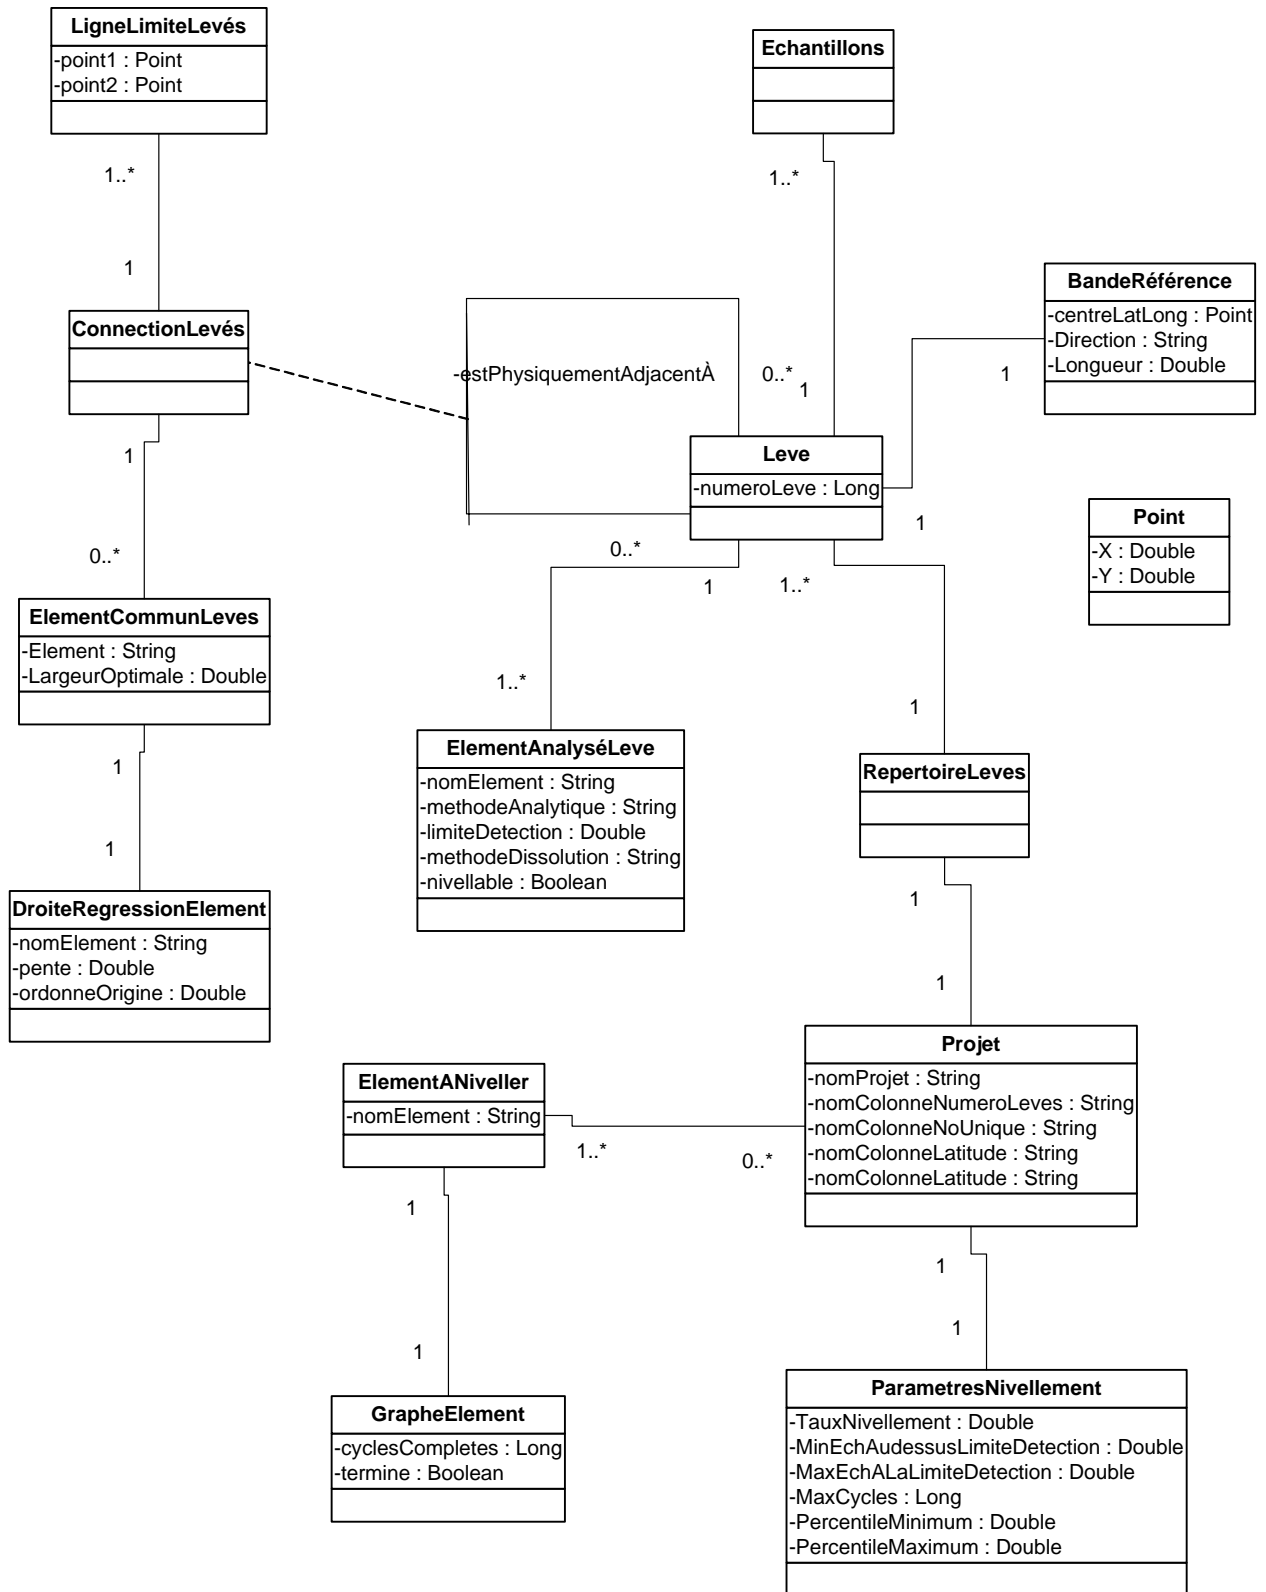 LigneLimiteLevés
-point1 : Point
-point2 : Point
Echantillons
1..*
1..*
1
BandeRéférence
-centreLatLong : Point
-Direction : String
-Longueur : Double
ConnectionLevés
-estPhysiquementAdjacentÀ
0..*
1
1
Leve
-numeroLeve : Long
1
1
Point
-X : Double
-Y : Double
0..*
0..*
1
1..*
ElementCommunLeves
-Element : String
-LargeurOptimale : Double
1..*
1
ElementAnalyséLeve
-nomElement : String
-methodeAnalytique : String
-limiteDetection : Double
-methodeDissolution : String
-nivellable : Boolean
RepertoireLeves
1
1
DroiteRegressionElement
-nomElement : String
-pente : Double
-ordonneOrigine : Double
1
1
Projet
-nomProjet : String
-nomColonneNumeroLeves : String
-nomColonneNoUnique : String
-nomColonneLatitude : String
-nomColonneLatitude : String
ElementANiveller
-nomElement : String
1..*
0..*
1
1
1
1
GrapheElement
-cyclesCompletes : Long
-termine : Boolean
ParametresNivellement
-TauxNivellement : Double
-MinEchAudessusLimiteDetection : Double
-MaxEchALaLimiteDetection : Double
-MaxCycles : Long
-PercentileMinimum : Double
-PercentileMaximum : Double